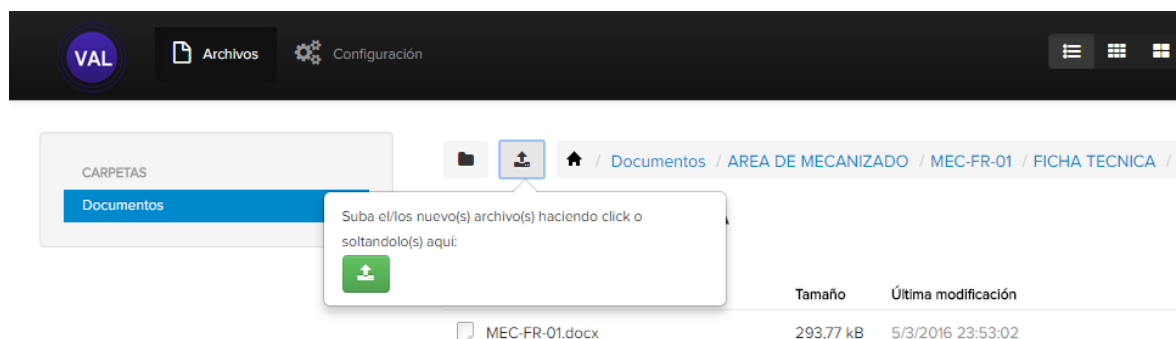 VAL
Archivos
Configuración
CARPETAS
Documentos
/ Documentos / AREA DE MECANIZADO / MEC-FR-01 / FICHA TECNICA /
Suba el/los nuevo(s) archivo(s) haciendo click o
soltandolo(s) aquí:
Tamaño Última modificación
MEC-FR-01.docx 293,77 kB 5/3/2016 23:53:02